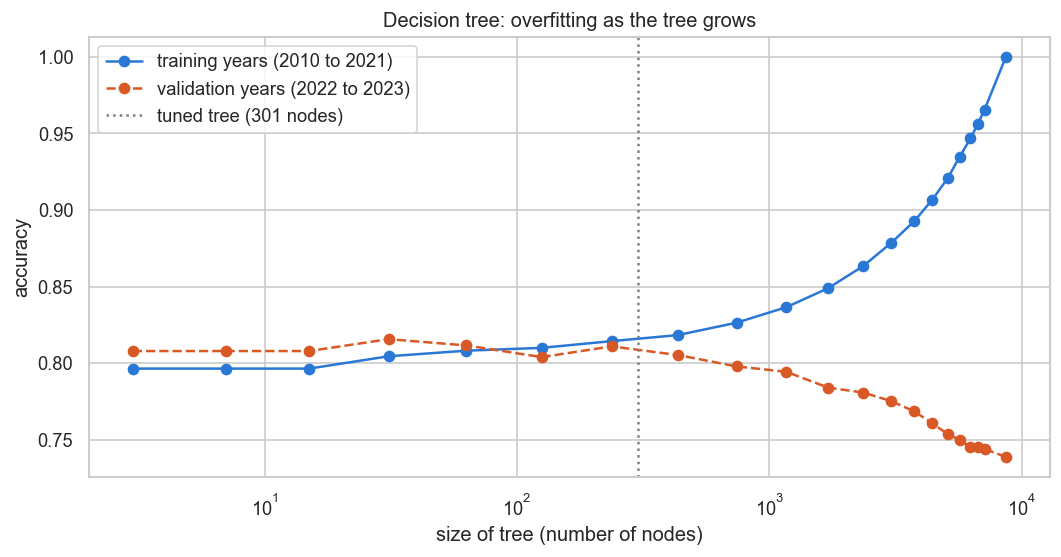 Decision tree: overfitting as the tree grows
training years (2010 to 2021)
validation years (2022 to 2023)
tuned tree (301 nodes)
accuracy
1.00
0.95
0.90
0.85
0.80
0.75
10¹ 10² 10³ 10⁴
size of tree (number of nodes)